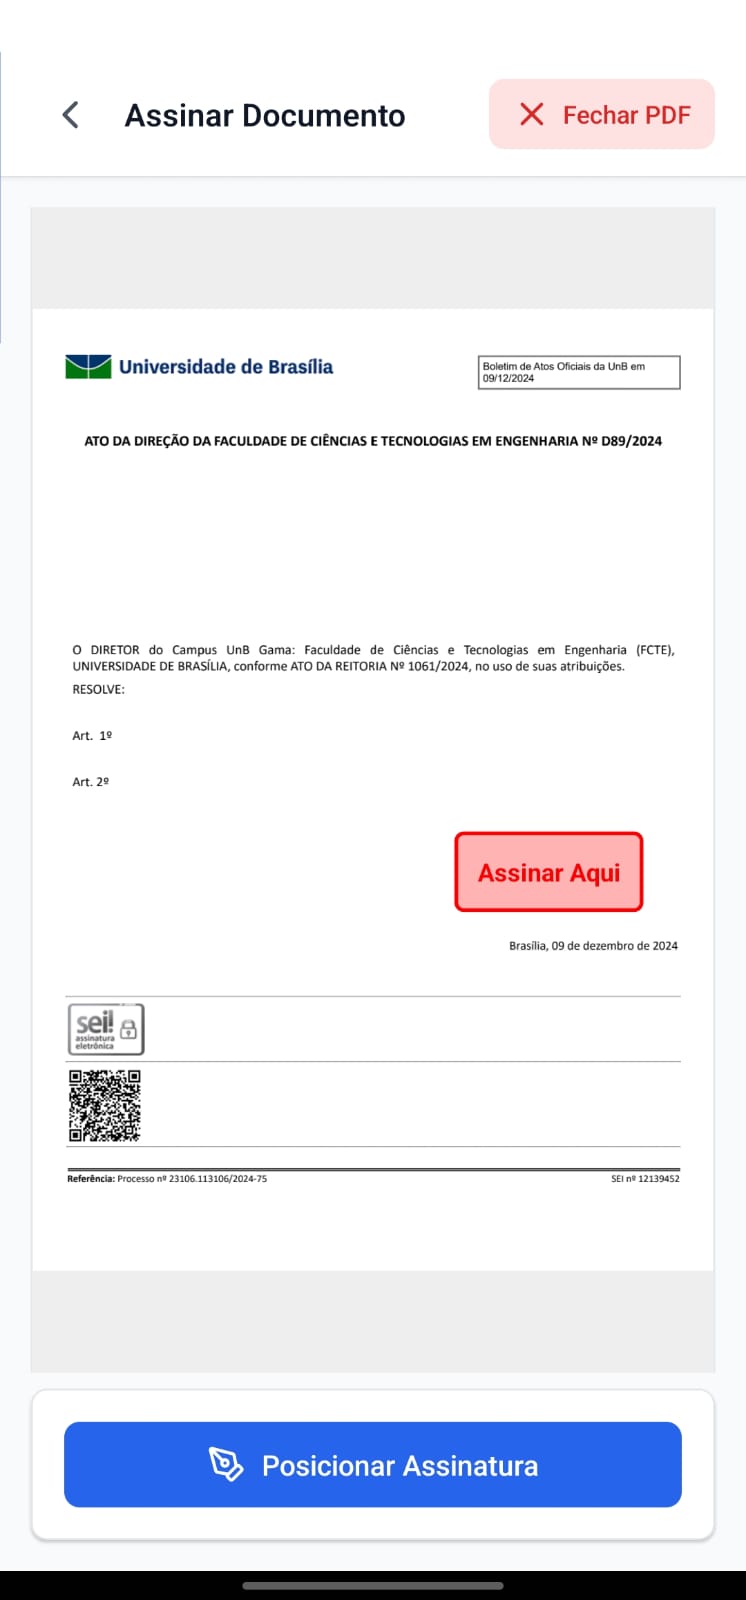 Assinar Documento
Fechar PDF
Universidade de Brasília
Boletim de Atos Oficiais da UnB em
09/12/2024
ATO DA DIREÇÃO DA FACULDADE DE CIÊNCIAS E TECNOLOGIAS EM ENGENHARIA Nº D89/2024
O DIRETOR do Campus UnB Gama: Faculdade de Ciências e Tecnologias em Engenharia (FCTE),
UNIVERSIDADE DE BRASÍLIA, conforme ATO DA REITORIA Nº 1061/2024, no uso de suas atribuições.
RESOLVE:
Art. 1º
Art. 2º
Assinar Aqui
Brasília, 09 de dezembro de 2024
sei!
assinatura
eletrônica
Referência: Processo nº 23106.113106/2024-75
SEI nº 12139452
Posicionar Assinatura